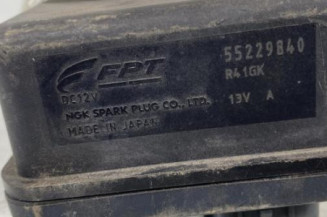 FPT
55229840
R41GK
DC12V
13V A
NGK SPARK PLUG CO., LTD.
MADE IN JAPAN